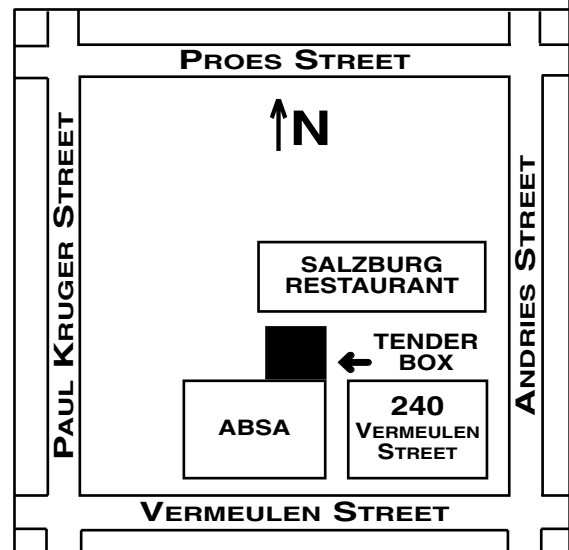 PROES STREET
N
PAUL KRUGER STREET
ANDRIES STREET
SALZBURG
RESTAURANT
TENDER
BOX
ABSA
240
VERMEULEN
STREET
VERMEULEN STREET